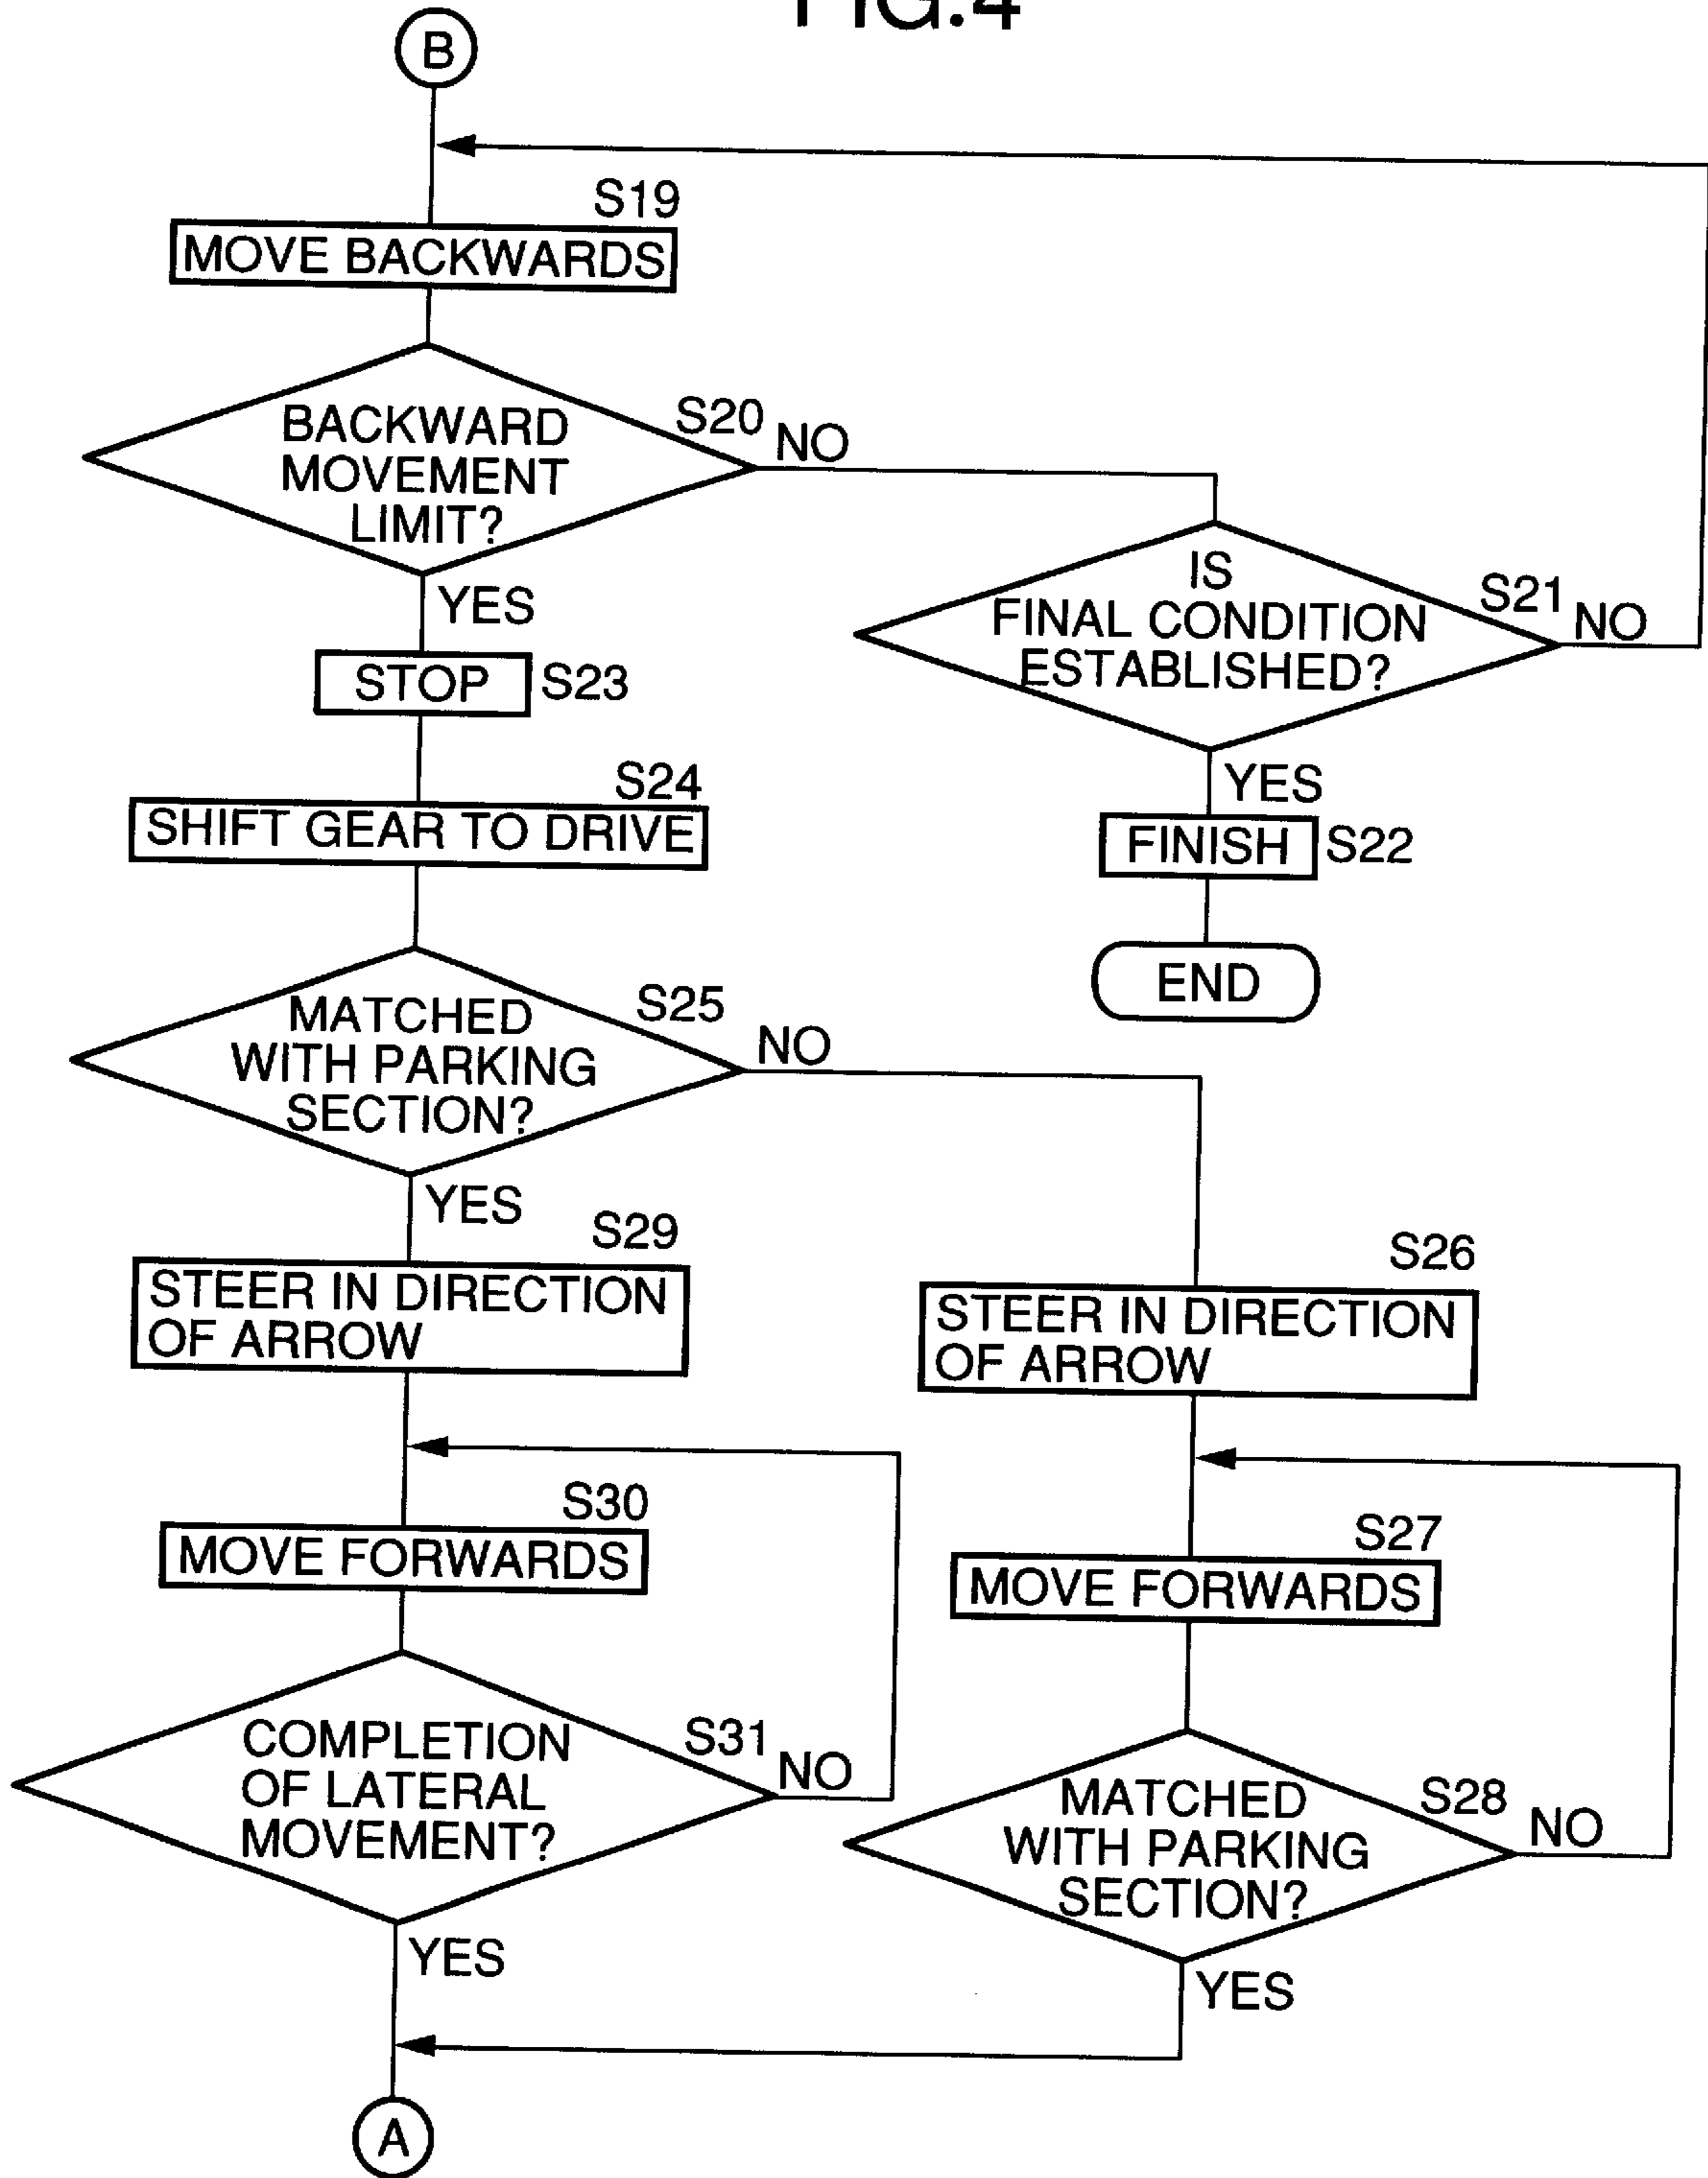 FIG.4
B
S19
MOVE BACKWARDS
BACKWARD
MOVEMENT
LIMIT?
S20
NO
YES
IS
FINAL CONDITION
ESTABLISHED?
S21
NO
YES
FINISH
S22
END
STOP
S23
S24
SHIFT GEAR TO DRIVE
MATCHED
WITH PARKING
SECTION?
S25
NO
YES
S29
STEER IN DIRECTION
OF ARROW
S30
MOVE FORWARDS
COMPLETION
OF LATERAL
MOVEMENT?
S31
NO
YES
S26
STEER IN DIRECTION
OF ARROW
S27
MOVE FORWARDS
MATCHED
WITH PARKING
SECTION?
S28
NO
YES
A